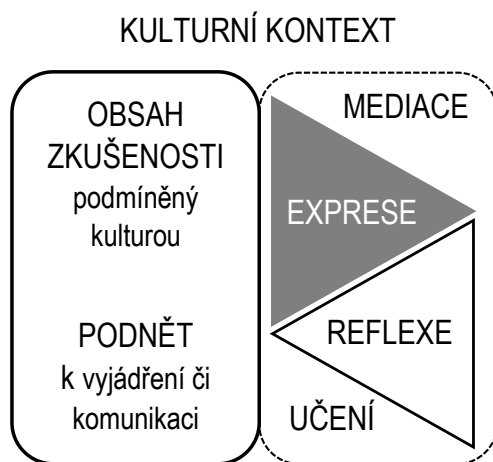 KULTURNÍ KONTEXT
OBSAH
ZKUŠENOSTI
podmíněný
kulturou
PODNĚT
k vyjádření či
komunikaci
MEDIACE
EXPRESE
REFLEXE
UČENÍ